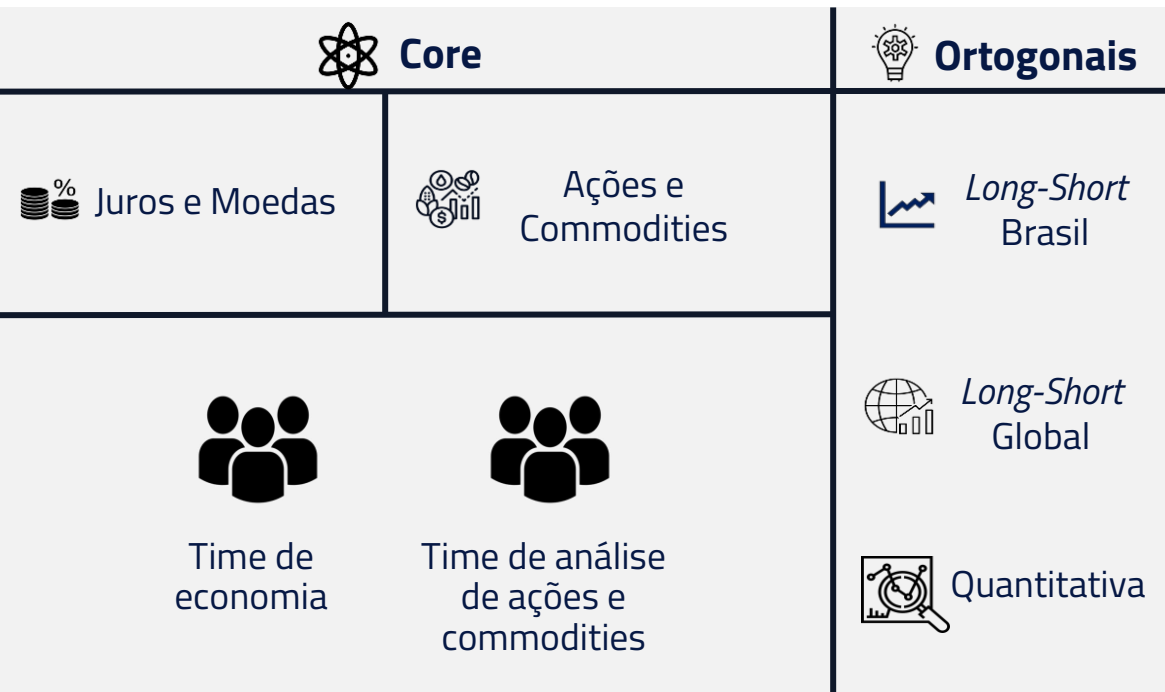 Core
Ortogonais
% Juros e Moedas
Ações e
Commodities
Long-Short
Brasil
Long-Short
Global
Quantitativa
Time de
economia
Time de análise
de ações e
commodities